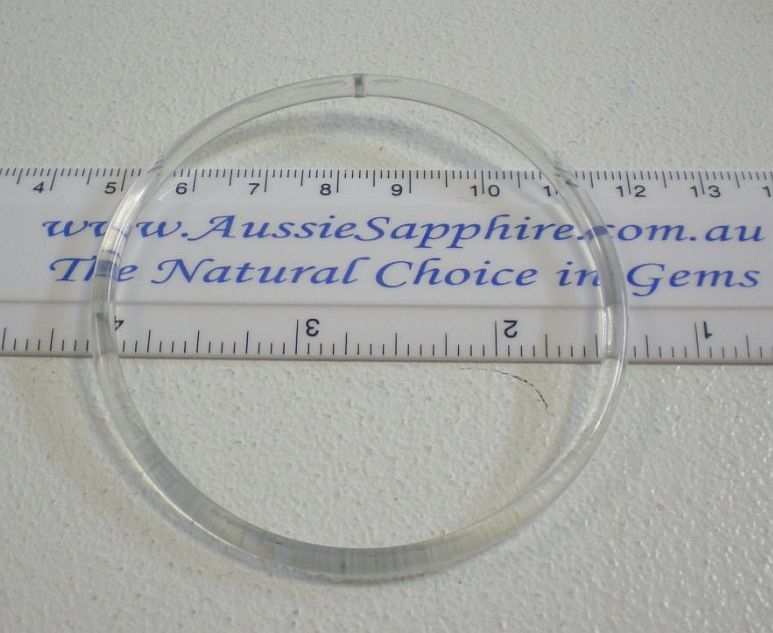 4 5 6 7 8 9 10 11 12 13
www.AussieSapphire.com.au
The Natural Choice in Gems
4 3 2 1